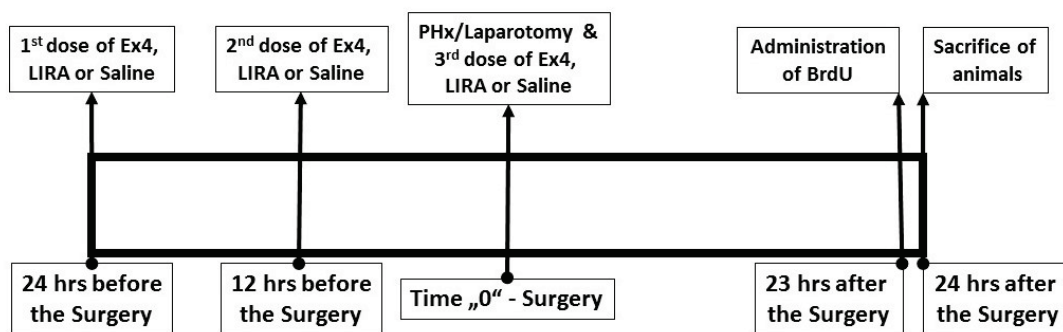 1st dose of Ex4,
LIRA or Saline
2nd dose of Ex4,
LIRA or Saline
PHx/Laparotomy &
3rd dose of Ex4,
LIRA or Saline
Administration
of BrdU
Sacrifice of
animals
24 hrs before
the Surgery
12 hrs before
the Surgery
Time „0“ - Surgery
23 hrs after
the Surgery
24 hrs after
the Surgery